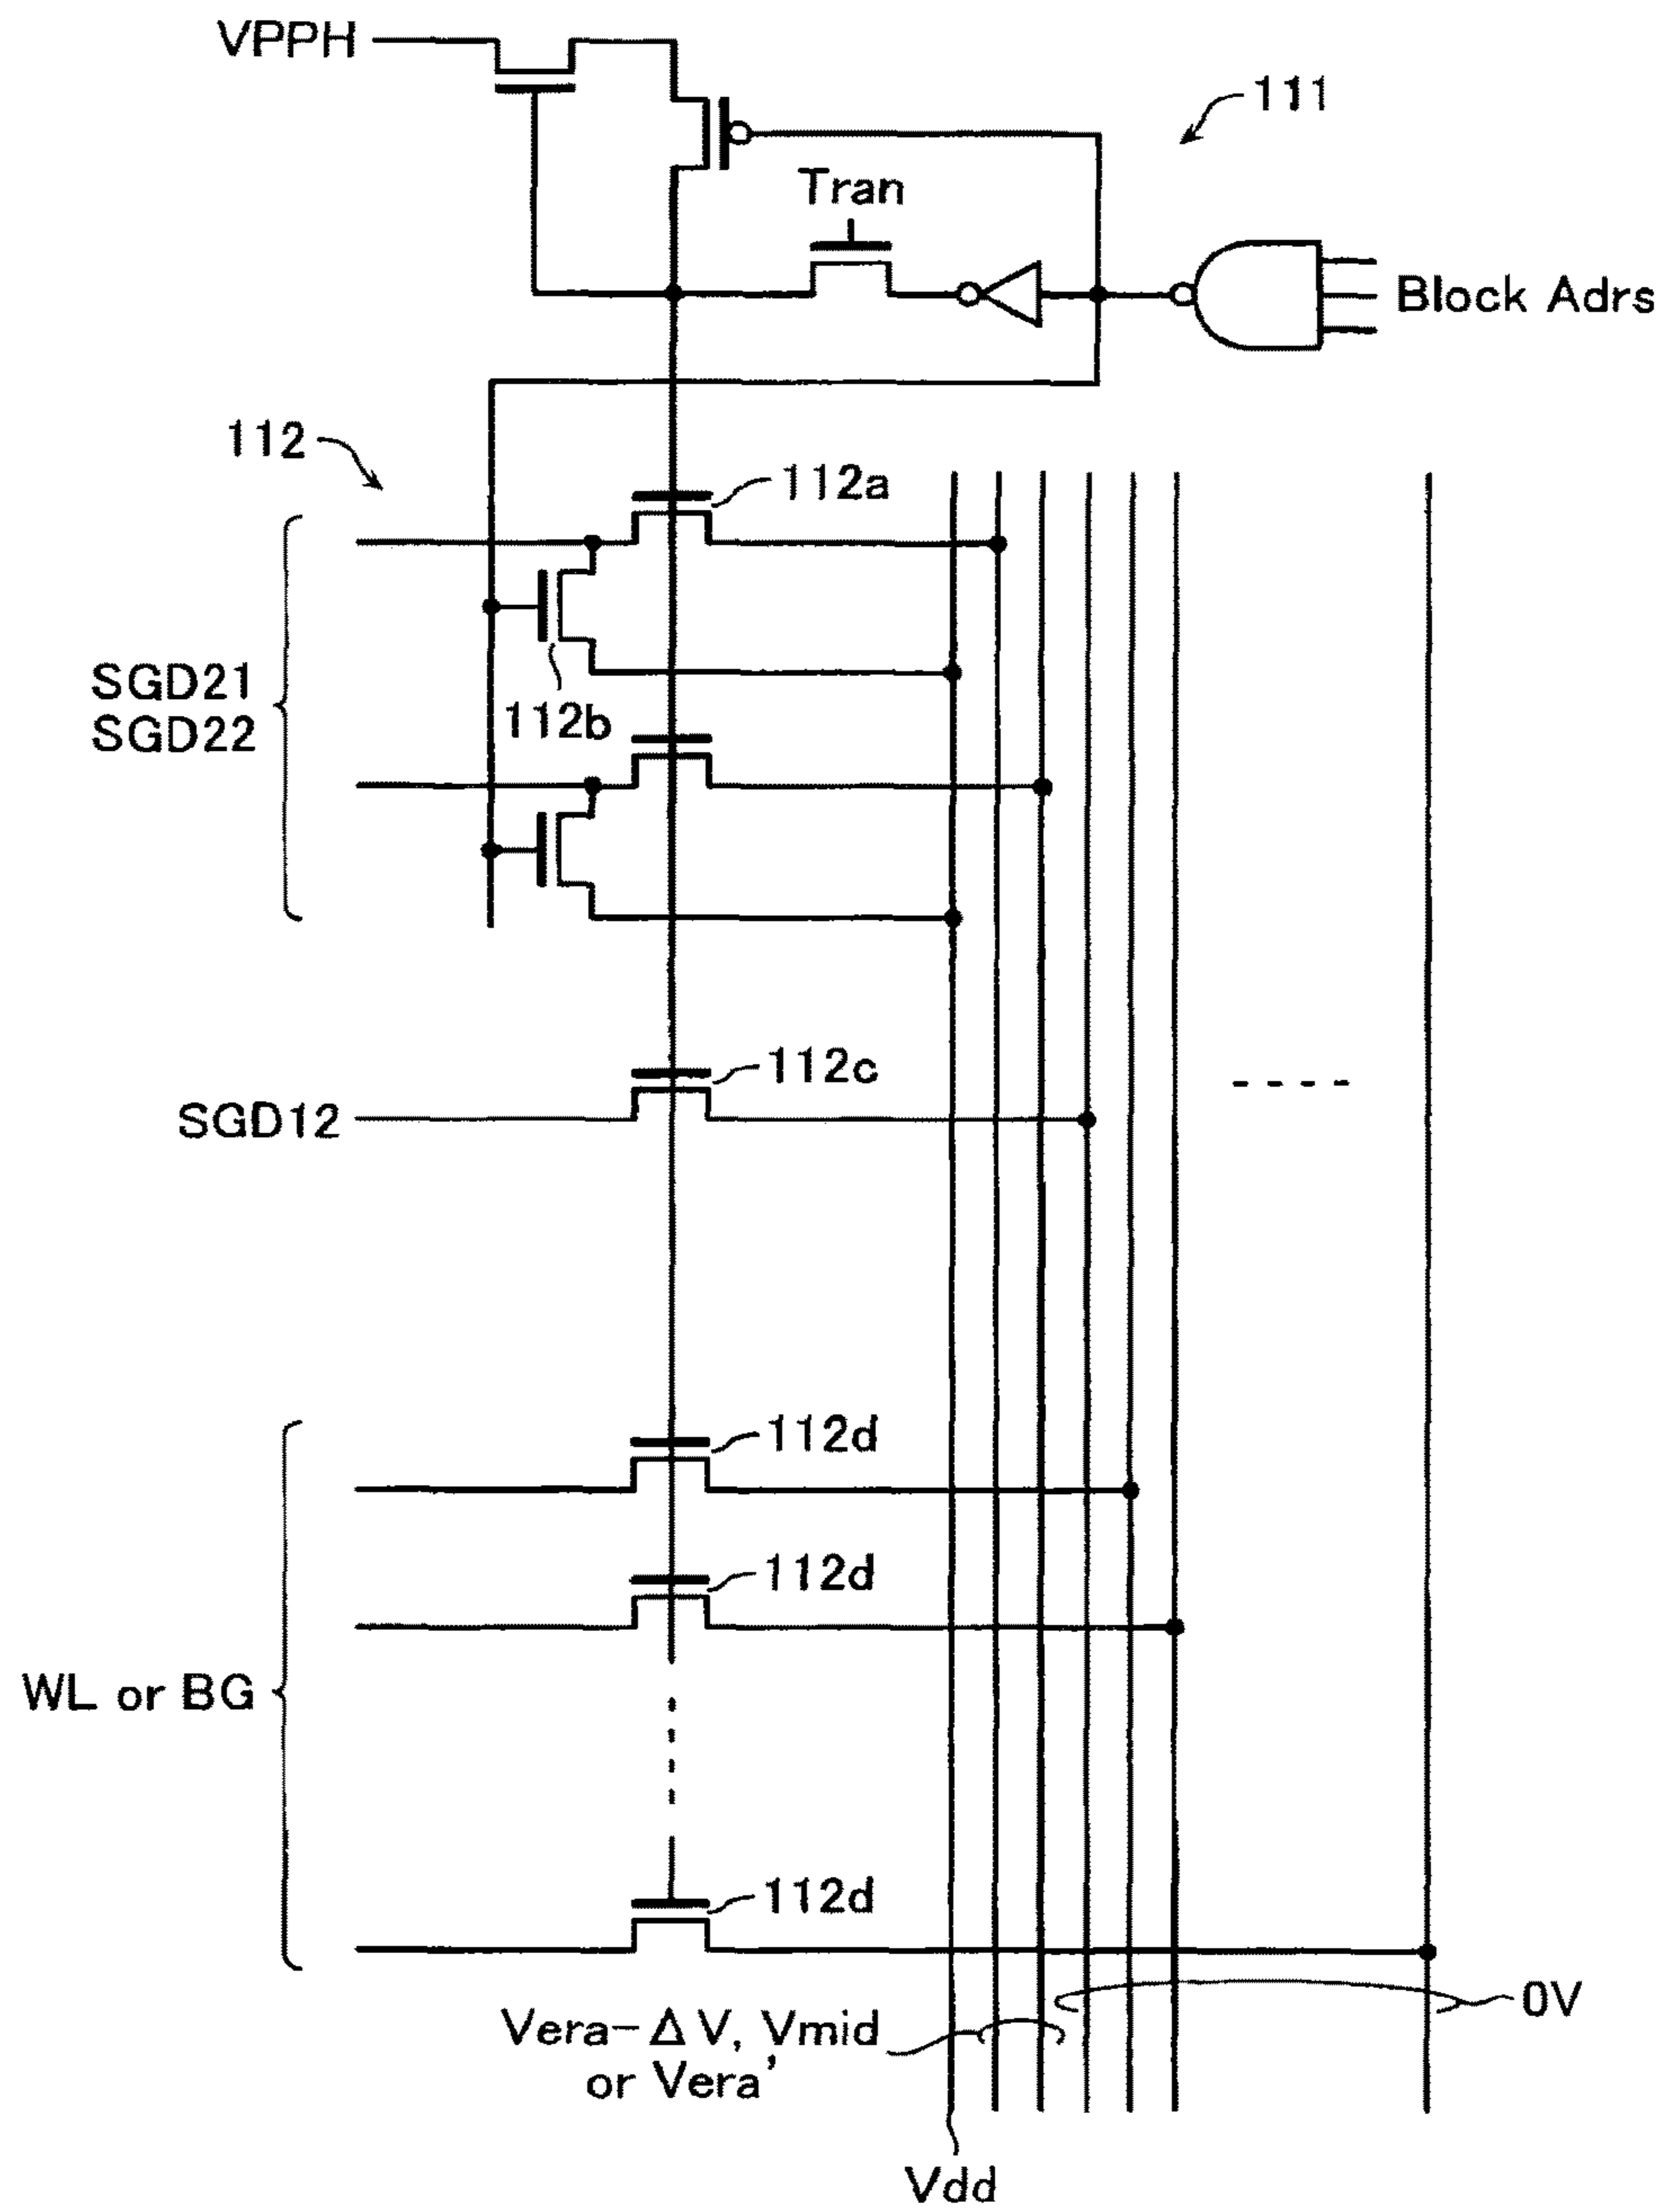 VPPH
111
Tran
Block Adrs
112
112a
SGD21
SGD22
112b
112c
SGD12
112d
112d
WL or BG
112d
0V
Vera-ΔV, Vmid
or Vera'
Vdd